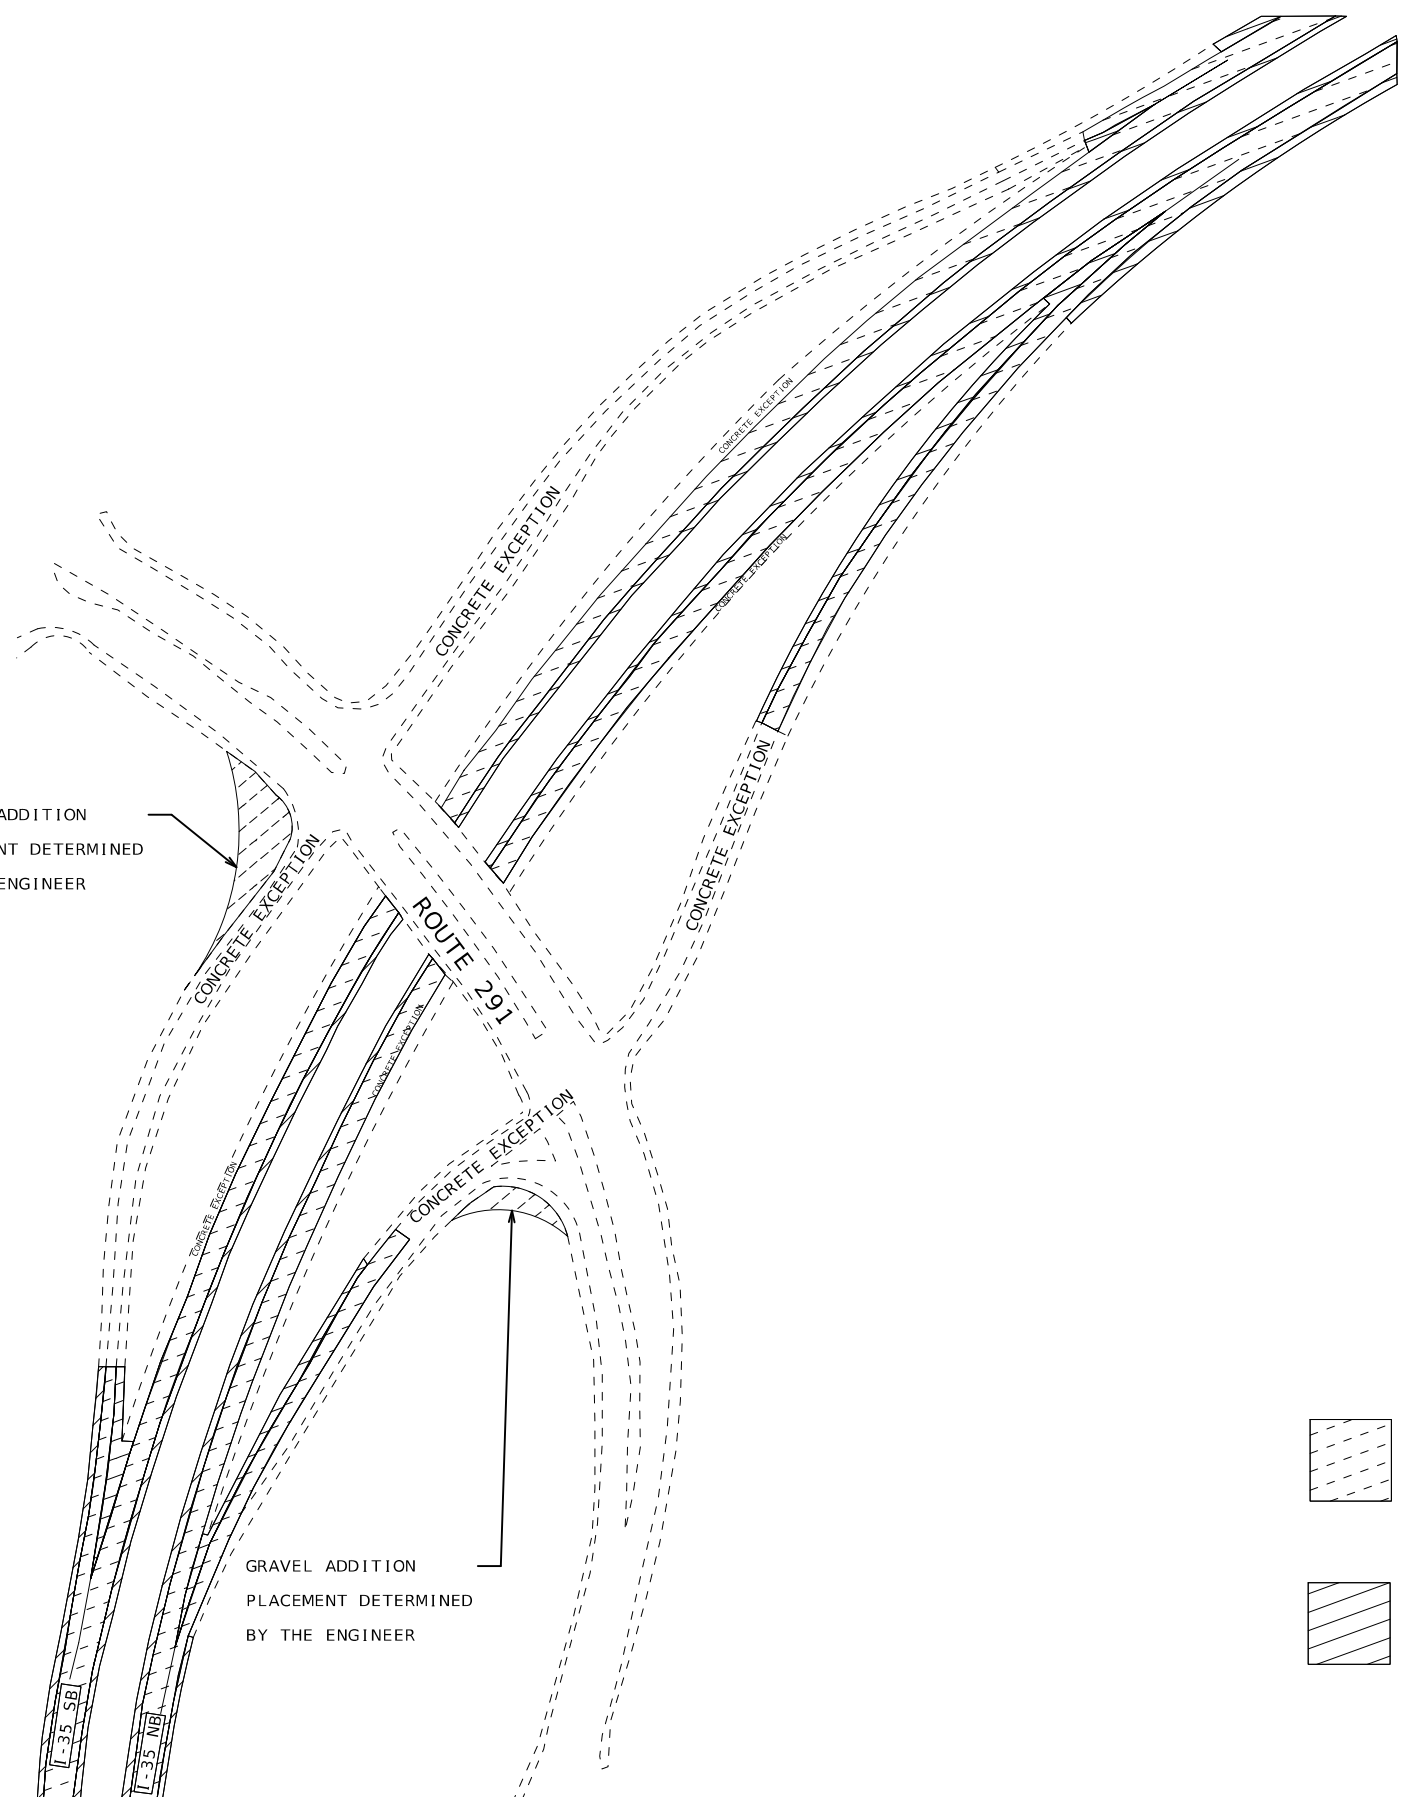 CONCRETE EXCEPTION
CONCRETE EXCEPTION
CONCRETE EXCEPTION
ADDITION
NT DETERMINED
ENGINEER
CONCRETE EXCEPTION
CONCRETE EXCEPTION
ROUTE 291
CONCRETE EXCEPTION
CONCRETE EXCEPTION
CONCRETE EXCEPTION
GRAVEL ADDITION
PLACEMENT DETERMINED
BY THE ENGINEER
I-35 SB
I-35 NB